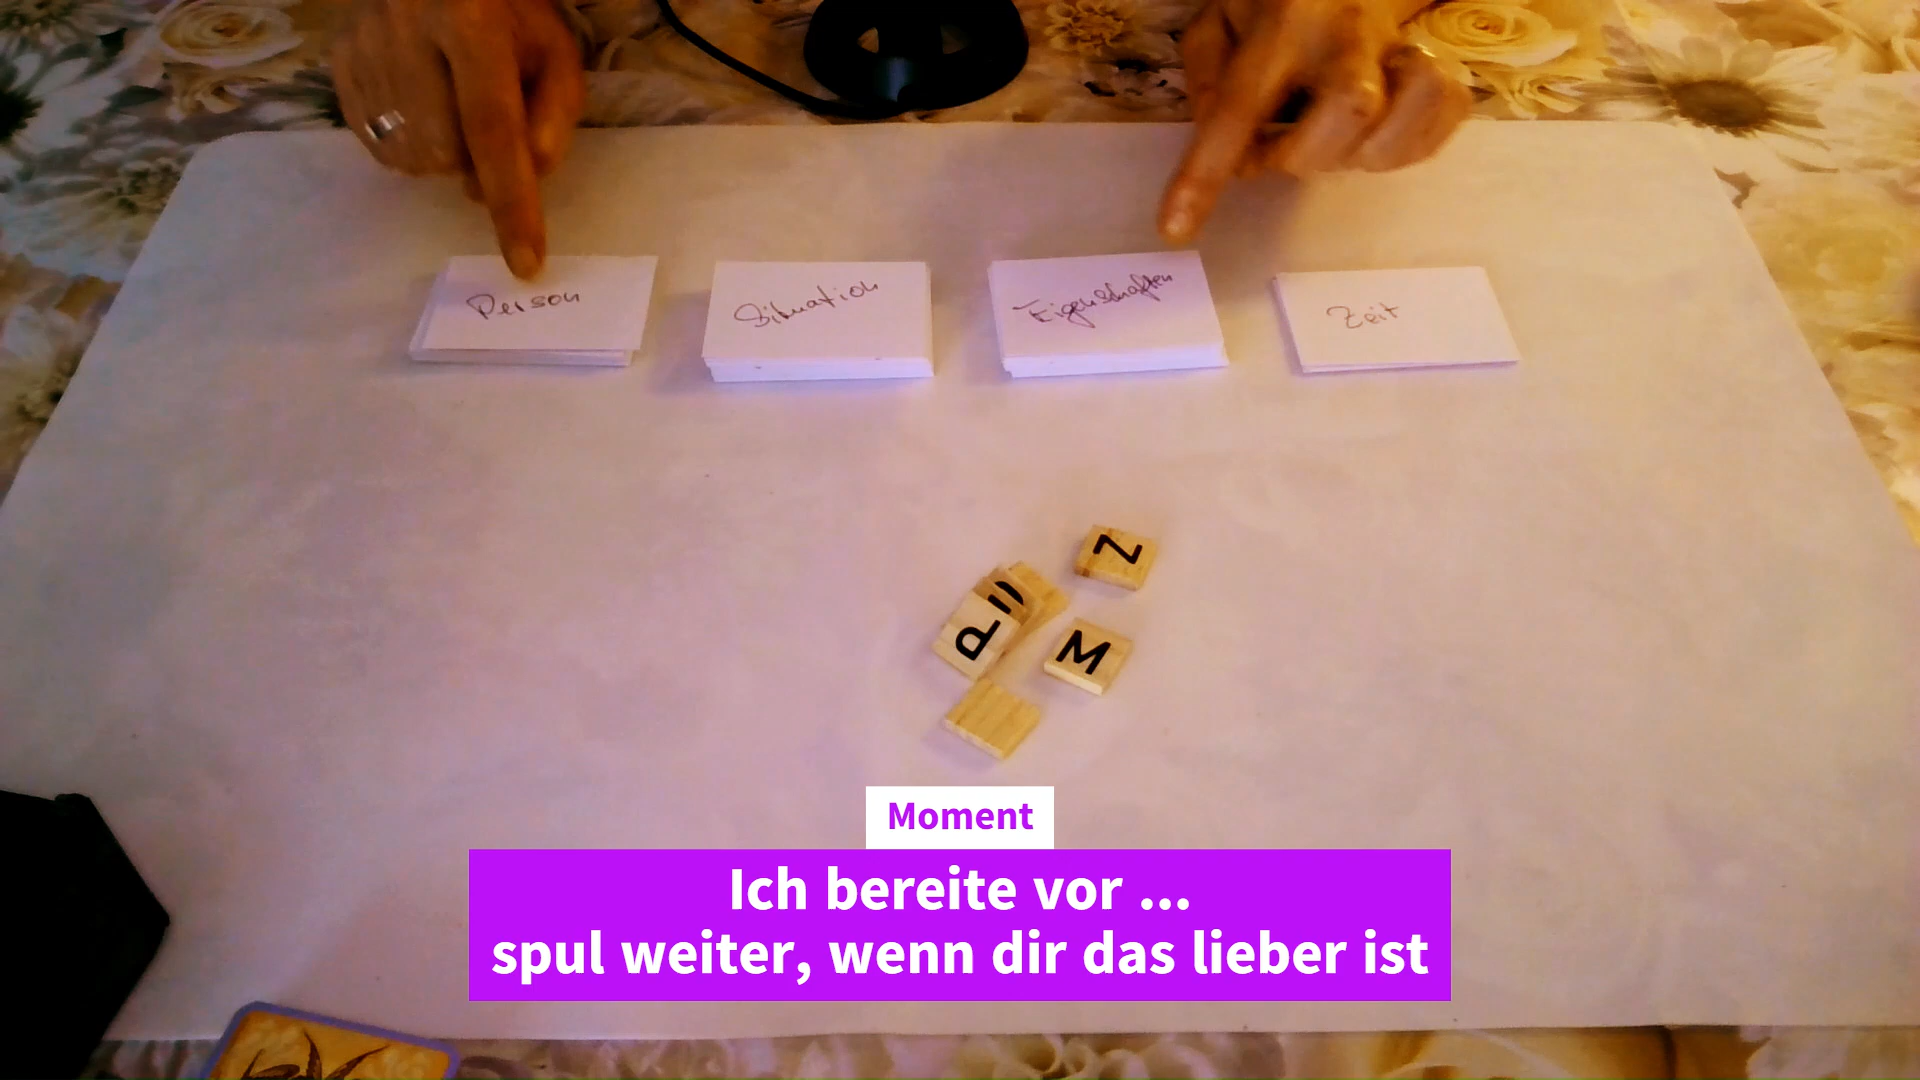 Person
Situation
Eigenschaften
Zeit
Z
P
M
Moment
Ich bereite vor ...
spul weiter, wenn dir das lieber ist